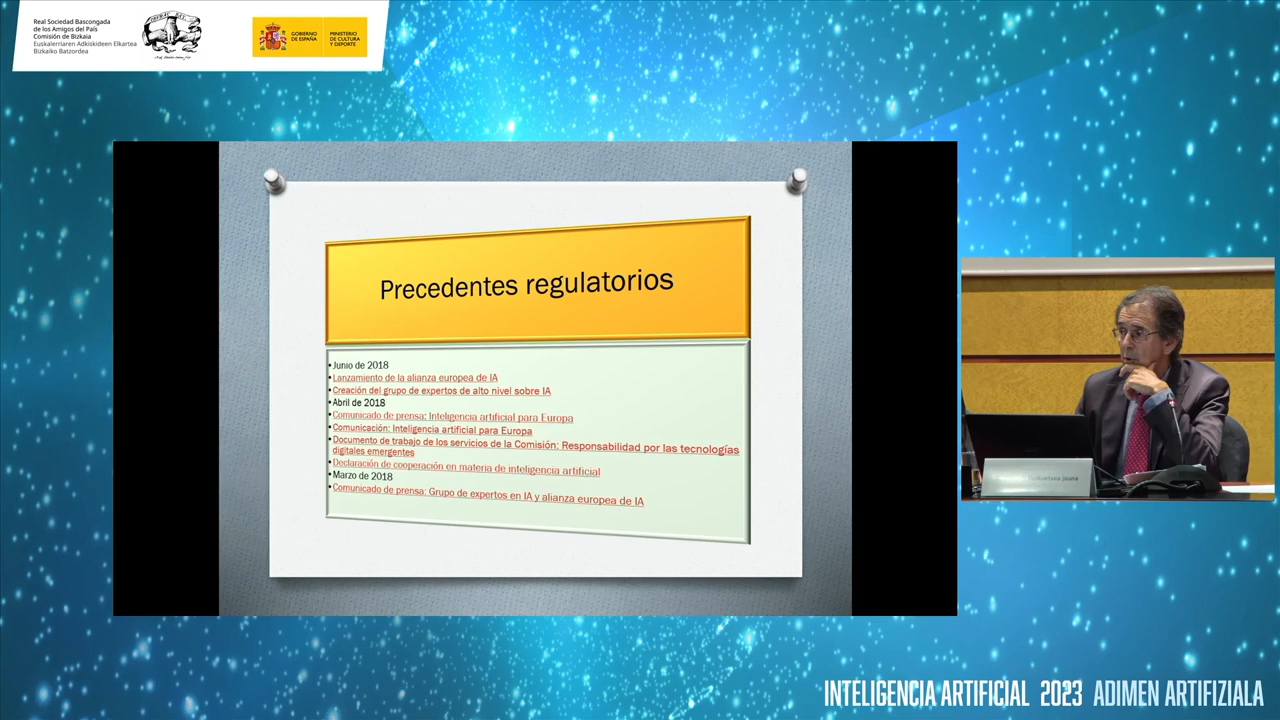 Real Sociedad Bascongada
de los Amigos del País
Comisión de Bizkaia
Euskalerriaren Adkiskideen Elkartea
Bizkaiko Batzordea
GOBIERNO
DE ESPAÑA
MINISTERIO
DE CULTURA
Y DEPORTE
Precedentes regulatorios
•Junio de 2018
•Lanzamiento de la alianza europea de IA
•Creación del grupo de expertos de alto nivel sobre IA
•Abril de 2018
•Comunicado de prensa: Inteligencia artificial para Europa
•Comunicación: Inteligencia artificial para Europa
•Documento de trabajo de los servicios de la Comisión: Responsabilidad por las tecnologías
digitales emergentes
•Declaración de cooperación en materia de inteligencia artificial
•Marzo de 2018
•Comunicado de prensa: Grupo de expertos en IA y alianza europea de IA
jauna
INTELIGENCIA ARTIFICIAL 2023 ADIMEN ARTIFIZIALA